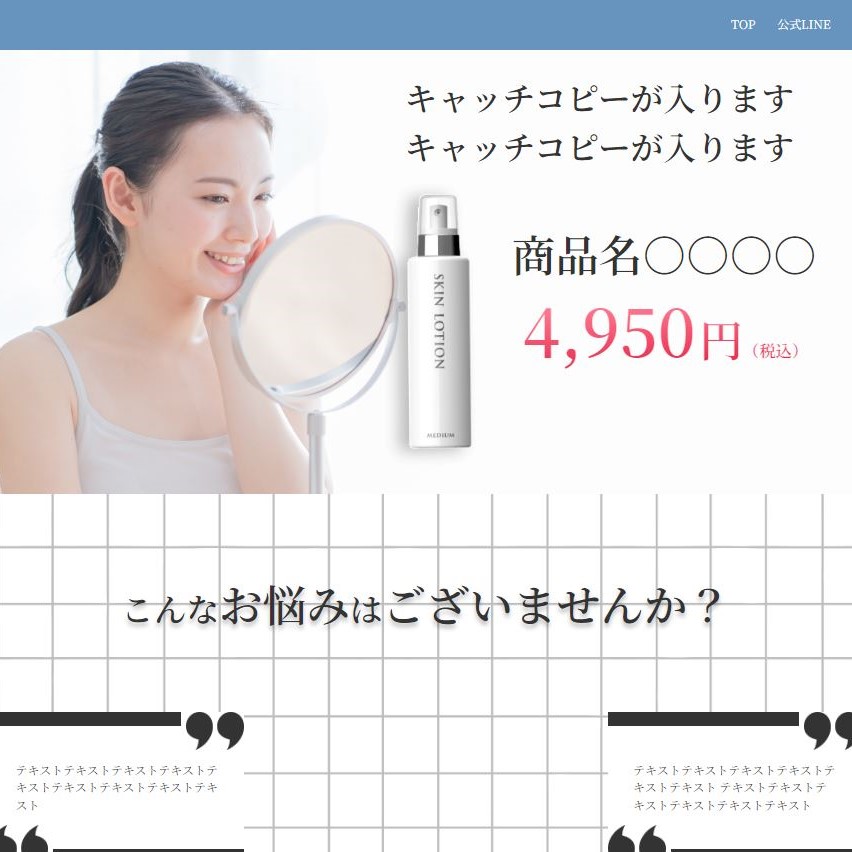 TOP 公式LINE
キャッチコピーが入ります
キャッチコピーが入ります
商品名〇〇〇〇
4,950円(税込)
SKIN LOTION
MEDIUM
こんなお悩みはございませんか？
テキストテキストテキストテキストテ
キストテキストテキストテキストテキ
スト
テキストテキストテキストテキストテ
キストテキスト テキストテキストテ
キストテキストテキストテキスト